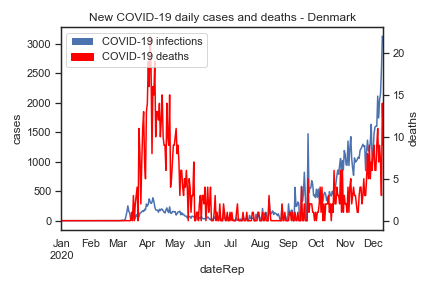 New COVID-19 daily cases and deaths - Denmark
COVID-19 infections
COVID-19 deaths
3000
2500
2000
1500
1000
500
0
cases
20
15
10
5
0
deaths
Jan Feb Mar Apr May Jun Jul Aug Sep Oct Nov Dec
2020
dateRep